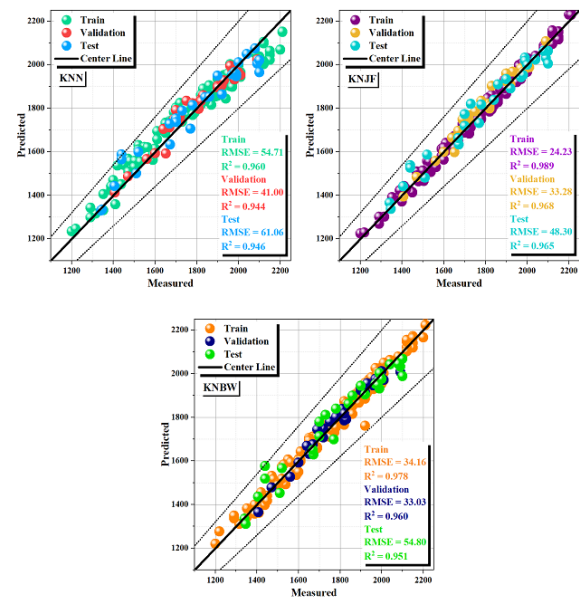 Train
Validation
Test
Center Line
KNN
Predicted
2200
2000
1800
1600
1400
1200
Train
RMSE = 54.71
R² = 0.960
Validation
RMSE = 41.00
R² = 0.944
Test
RMSE = 61.06
R² = 0.946
1200 1400 1600 1800 2000 2200
Measured
Train
Validation
Test
Center Line
KNJF
Predicted
2200
2000
1800
1600
1400
1200
Train
RMSE = 24.23
R² = 0.989
Validation
RMSE = 33.28
R² = 0.968
Test
RMSE = 48.30
R² = 0.965
1200 1400 1600 1800 2000 2200
Measured
Train
Validation
Test
Center Line
KNBW
Predicted
2200
2000
1800
1600
1400
1200
Train
RMSE = 34.16
R² = 0.978
Validation
RMSE = 33.03
R² = 0.960
Test
RMSE = 54.80
R² = 0.951
1200 1400 1600 1800 2000 2200
Measured